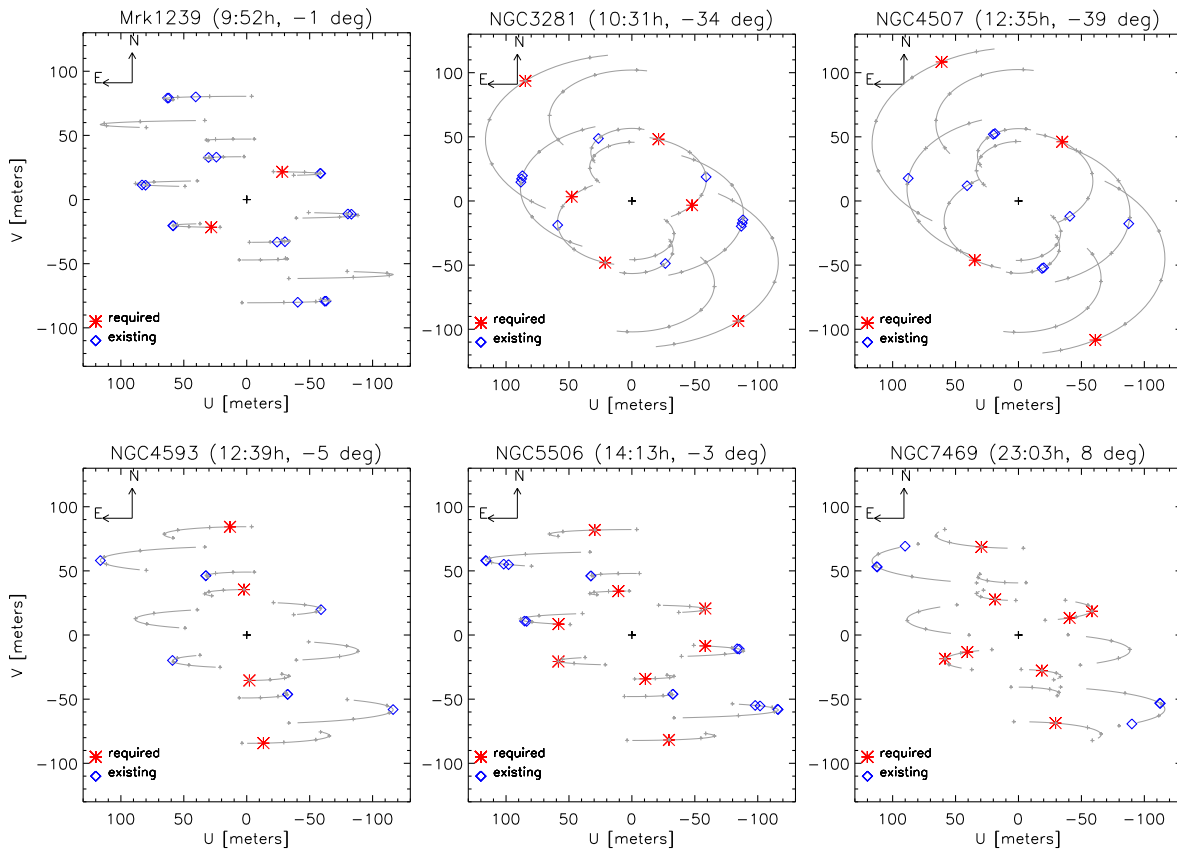 Mrk1239 (9:52h, −1 deg)
NGC3281 (10:31h, −34 deg)
NGC4507 (12:35h, −39 deg)
N
N
N
E
E
E
100
100
100
50
50
50
V [meters]
0
0
0
−50
−50
−50
−100
−100
−100
required
existing
required
existing
required
existing
100 50 0 −50 −100
100 50 0 −50 −100
100 50 0 −50 −100
U [meters]
U [meters]
U [meters]
NGC4593 (12:39h, −5 deg)
NGC5506 (14:13h, −3 deg)
NGC7469 (23:03h, 8 deg)
N
N
N
E
E
E
100
100
100
50
50
50
V [meters]
0
0
0
−50
−50
−50
−100
−100
−100
required
existing
required
existing
required
existing
100 50 0 −50 −100
100 50 0 −50 −100
100 50 0 −50 −100
U [meters]
U [meters]
U [meters]